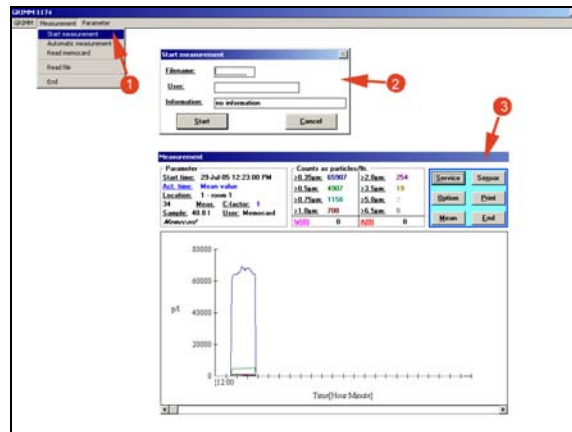 GRIMM 1174
GRIMM Measurement Parameter
Start measurement
Automatic measurement
Read memocard
Read file
End
1
Start measurement
Filename:
User:
Information: no information
Start Cancel
2
3
Measurement
Parameter
Start time: 29-Jul-05 12:23:00 PM
Act. time: Mean value
Location: 1 - room 1
34 Meas. C-factor: 1
Sample: 40.0 l User: Memocard
Memocard
Counts as particles/ft.
>0.35µm: 65907 >2.0µm: 254
>0.5µm: 4907 >3.5µm: 19
>0.75µm: 1150 >5.0µm: 2
>1.0µm: 700 >6.5µm: 0
W(0) 0 A(0) 0
Service Sensor
Option Print
Mean End
80000
60000
p/l
40000
20000
0
12:00
Time[Hour:Minute]